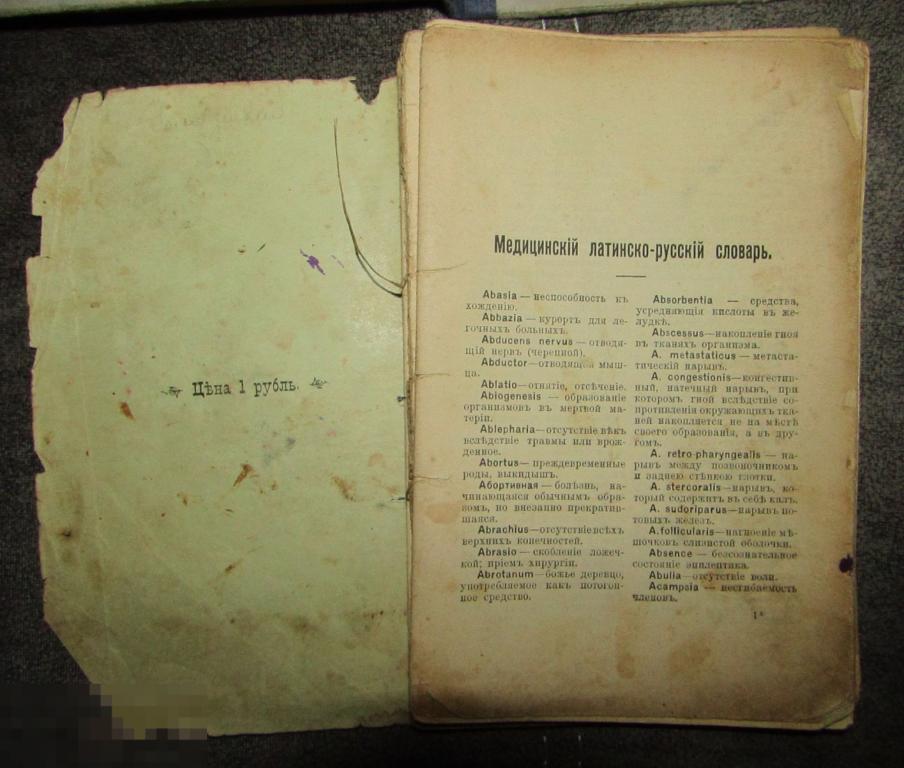 Цѣна 1 рубль.
Медицинскій латинско-русскій словарь.
Abasia — неспособность къ
хожденію.
Abbazia — курортъ для ле-
гочныхъ больныхъ.
Abducens nervus — отводя-
щій нервъ (черепной).
Abductor — отводящая мыш-
ца.
Ablatio — отнятіе, отсѣченіе.
Abiogenesis — образованіе
организмовъ въ мертвой ма-
теріи.
Ablepharia — отсутствіе вѣкъ
вслѣдствіе травмы или врож-
денное.
Abortus — преждевременные
роды, выкидышъ.
Абортивная — болѣзнь, на-
чинающаяся обычнымъ обра-
зомъ, но внезапно прекратив-
шаяся.
Abrachius — отсутствіе всѣхъ
верхнихъ конечностей.
Abrasio — скобленіе ложеч-
кой; пріемъ хирургіи.
Abrotanum — божье деревцо,
употребляемое какъ потогон-
ное средство.
Absorbentia — средства,
усредняющія кислоты въ же-
лудкѣ.
Abscessus — накопленіе гноя
въ тканяхъ организма.
A. metastaticus — метаста-
тическій нарывъ.
A. congestionis — конгестив-
ный, натечный нарывъ, при
которомъ гной вслѣдствіе со-
противленія окружающихъ тка-
ней накопляется не на мѣстѣ
своего образованія, а въ дру-
гомъ.
A. retro-pharyngealis — на-
рывъ между позвоночникомъ
и заднею стѣнкою глотки.
A. stercoralis — нарывъ, ко-
торый содержитъ въ себѣ калъ.
A. sudoriparus — нарывъ по-
товыхъ железъ.
A. follicularis — нагноеніе мѣ-
шочковъ слизистой оболочки.
Absence — безсознательное
состояніе эпилептика.
Abulia — отсутствіе воли.
Acampsia — несгибаемость
членовъ.
1*